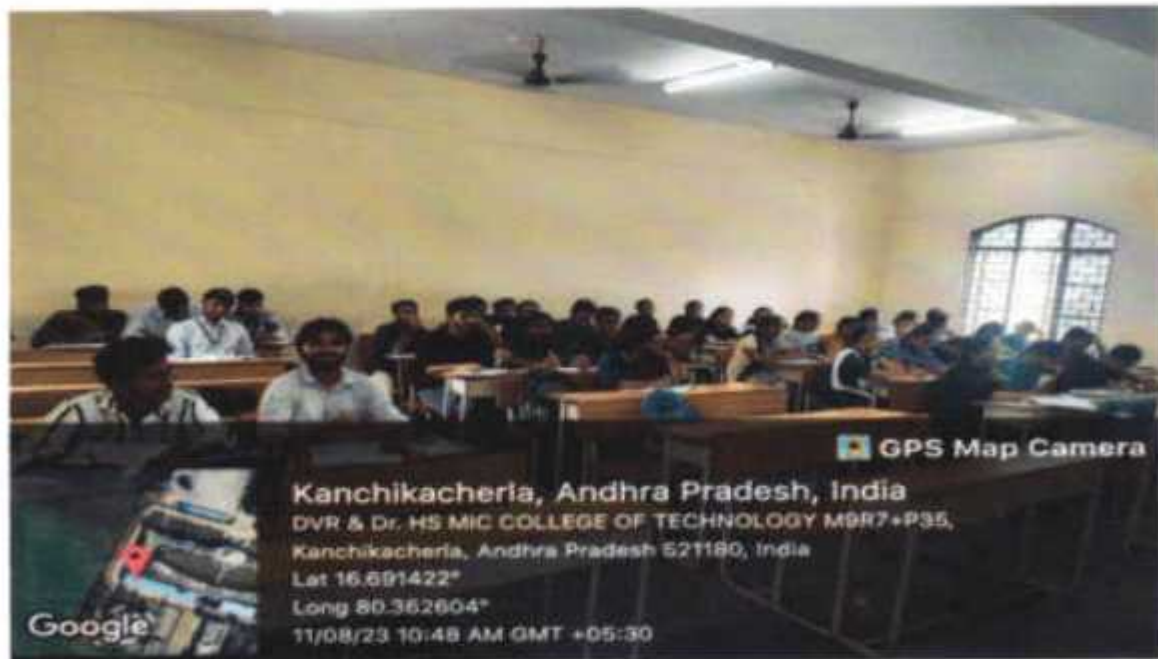 GPS Map Camera
Kanchikacherla, Andhra Pradesh, India
DVR & Dr. HS MIC COLLEGE OF TECHNOLOGY M9R7+P35,
Kanchikacherla, Andhra Pradesh 521180, India
Lat 16.691422°
Long 80.362604°
11/08/23 10:48 AM GMT +05:30
Google